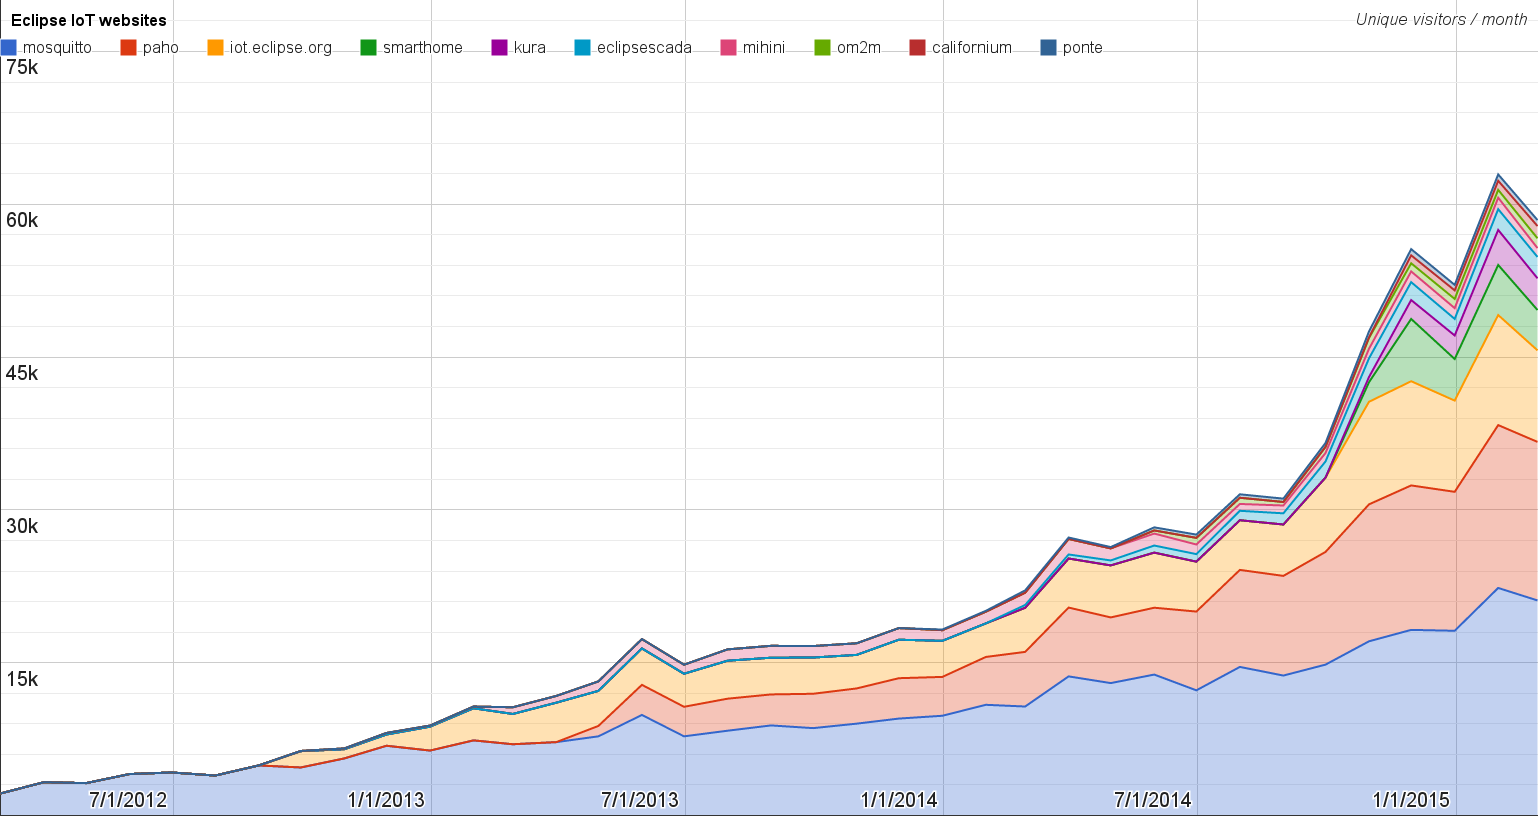 Eclipse IoT websites
Unique visitors / month
mosquitto paho iot.eclipse.org smarthome kura eclipsescada mihini om2m californium ponte
75k
60k
45k
30k
15k
7/1/2012 1/1/2013 7/1/2013 1/1/2014 7/1/2014 1/1/2015